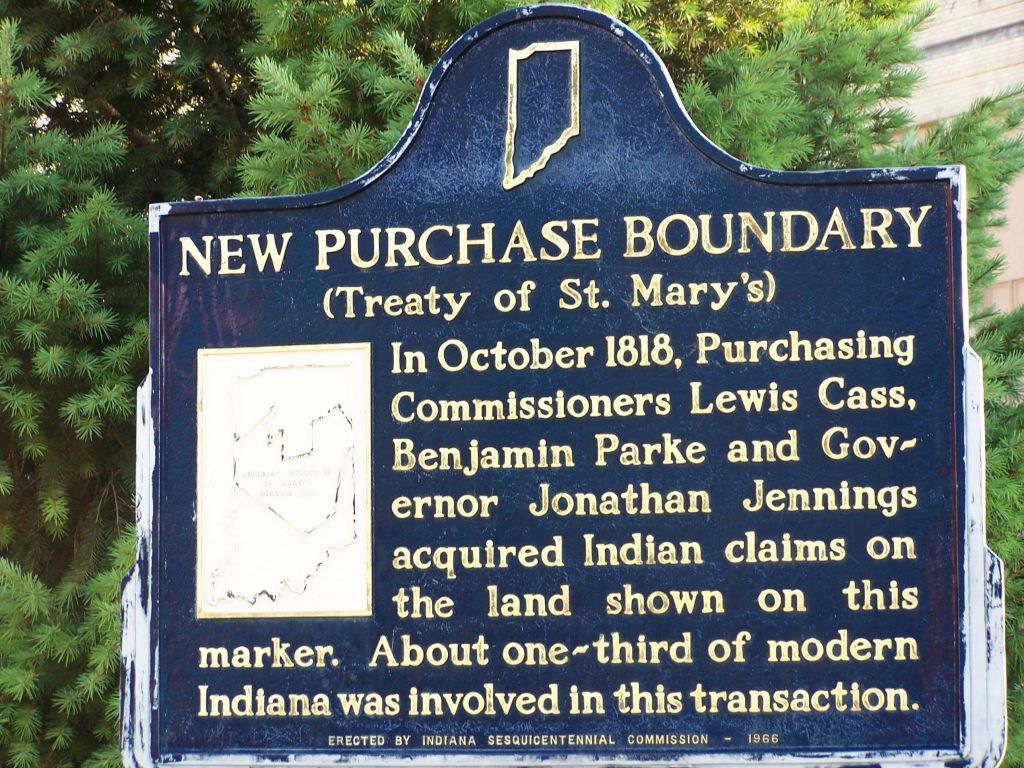 NEW PURCHASE BOUNDARY
(Treaty of St. Mary's)
In October 1818, Purchasing
Commissioners Lewis Cass,
Benjamin Parke and Gov~
ernor Jonathan Jennings
acquired Indian claims on
the land shown on this
marker. About one~third of modern
Indiana was involved in this transaction.
ERECTED BY INDIANA SESQUICENTENNIAL COMMISSION - 1966